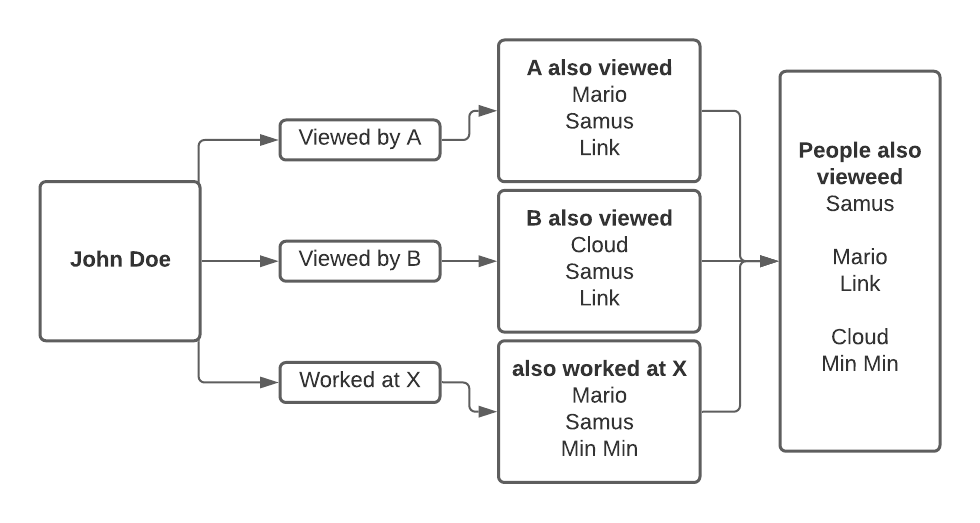 John Doe
Viewed by A
Viewed by B
Worked at X
A also viewed
Mario
Samus
Link
B also viewed
Cloud
Samus
Link
also worked at X
Mario
Samus
Min Min
People also
vieweed
Samus
Mario
Link
Cloud
Min Min